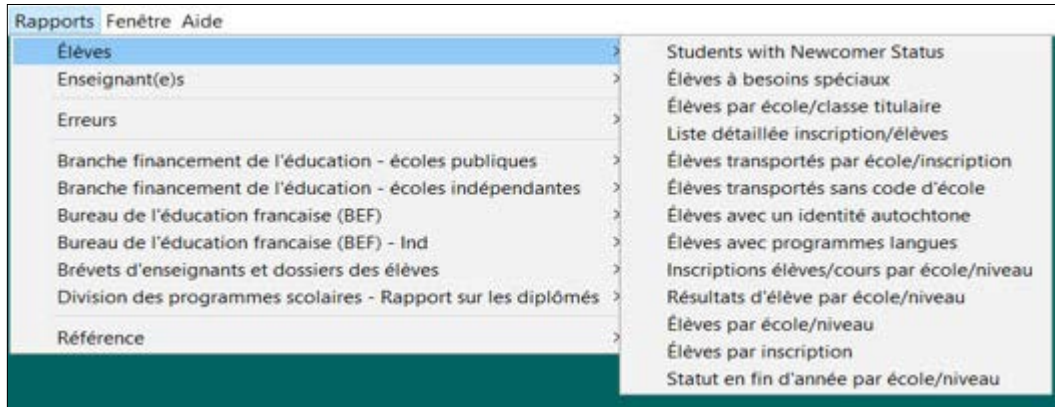 Rapports Fenêtre Aide
Élèves
Enseignant(e)s
Erreurs
Branche financement de l'éducation - écoles publiques
Branche financement de l'éducation - écoles indépendantes
Bureau de l'éducation francaise (BEF)
Bureau de l'éducation francaise (BEF) - Ind
Brévets d'enseignants et dossiers des élèves
Division des programmes scolaires - Rapport sur les diplômés
Référence
Students with Newcomer Status
Élèves à besoins spéciaux
Élèves par école/classe titulaire
Liste détaillée inscription/élèves
Élèves transportés par école/inscription
Élèves transportés sans code d'école
Élèves avec un identité autochtone
Élèves avec programmes langues
Inscriptions élèves/cours par école/niveau
Résultats d'élève par école/niveau
Élèves par école/niveau
Élèves par inscription
Statut en fin d'année par école/niveau